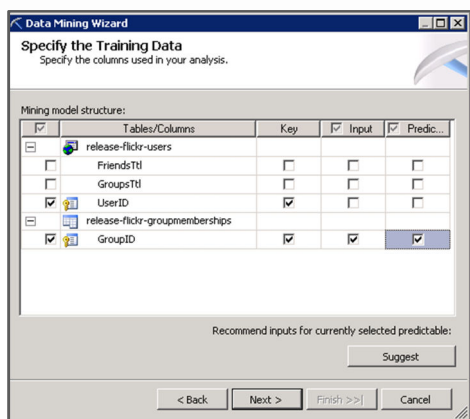 Data Mining Wizard
Specify the Training Data
Specify the columns used in your analysis.
Mining model structure:
Tables/Columns Key Input Predic...
release-flickr-users
FriendsTtl
GroupsTtl
UserID
release-flickr-groupmemberships
GroupID
Recommend inputs for currently selected predictable:
Suggest
< Back Next > Finish >>| Cancel